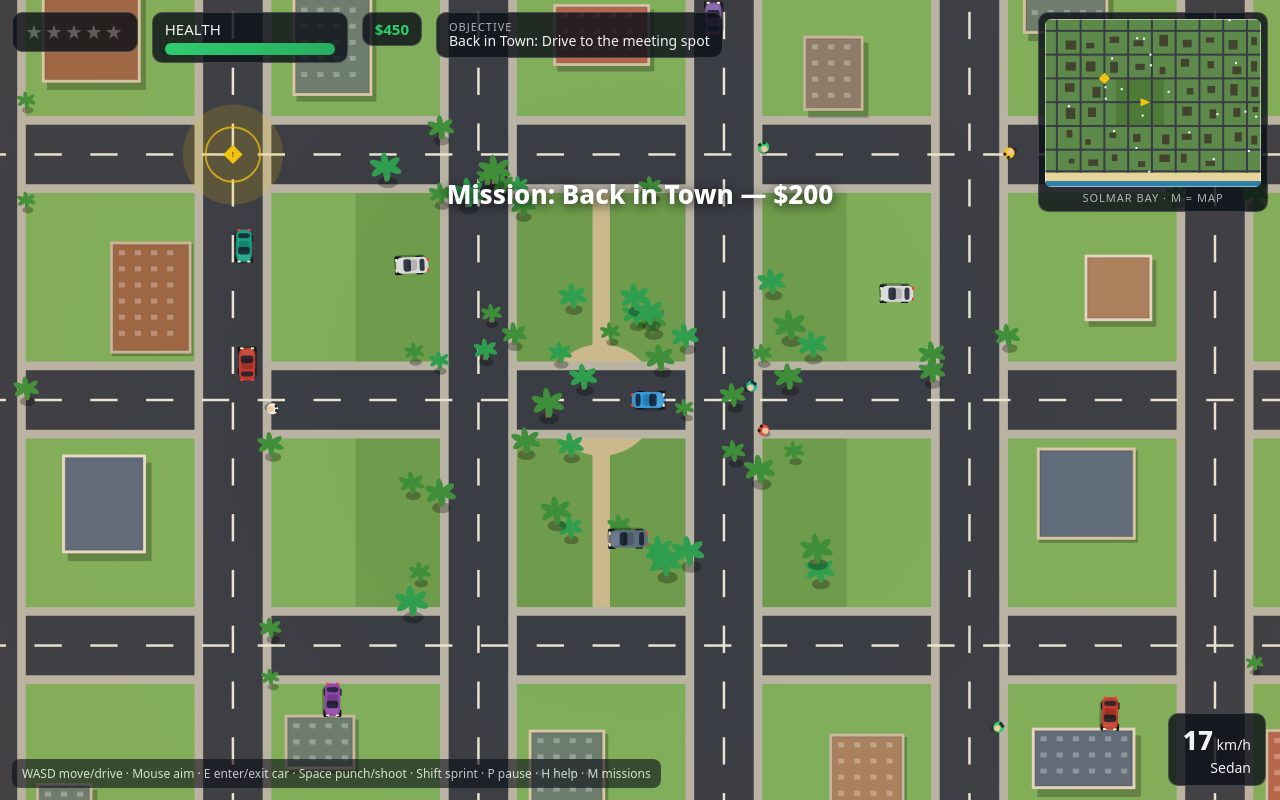 ★★★★★
HEALTH
$450
OBJECTIVE
Back in Town: Drive to the meeting spot
Mission: Back in Town — $200
SOLMAR BAY · M = MAP
17 km/h
Sedan
WASD move/drive · Mouse aim · E enter/exit car · Space punch/shoot · Shift sprint · P pause · H help · M missions